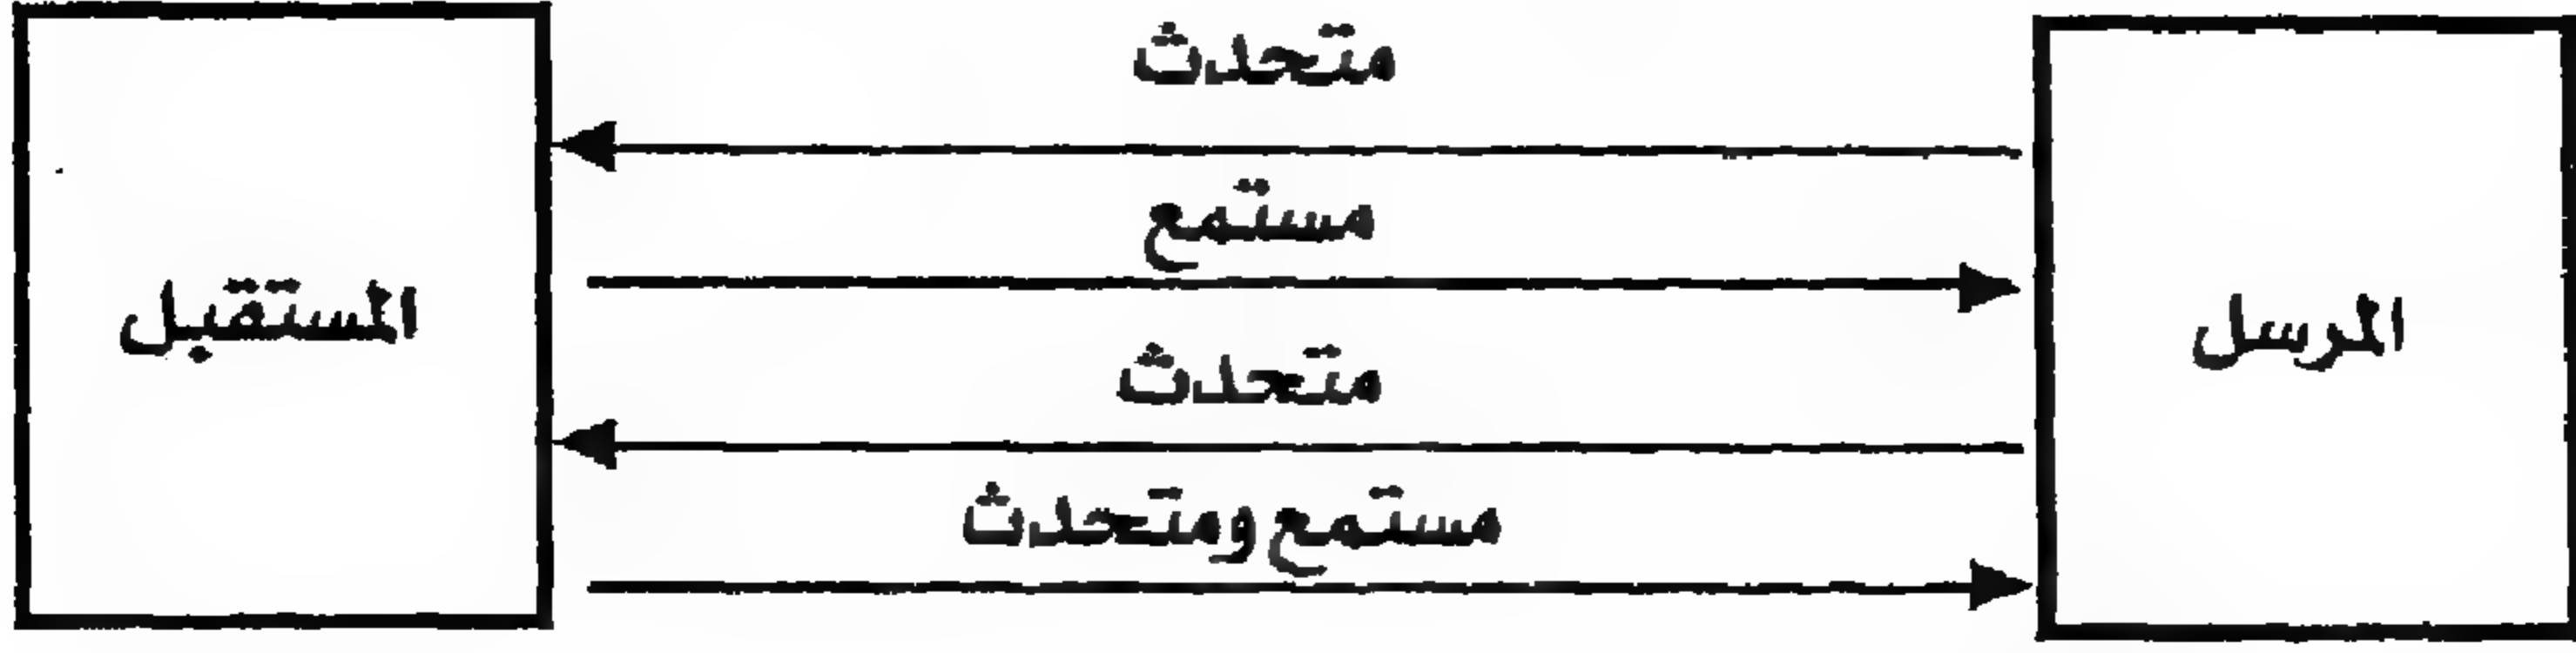 متحدث
مستمع
المرسل
المستقبل
متحدث
مستمع ومتحدث